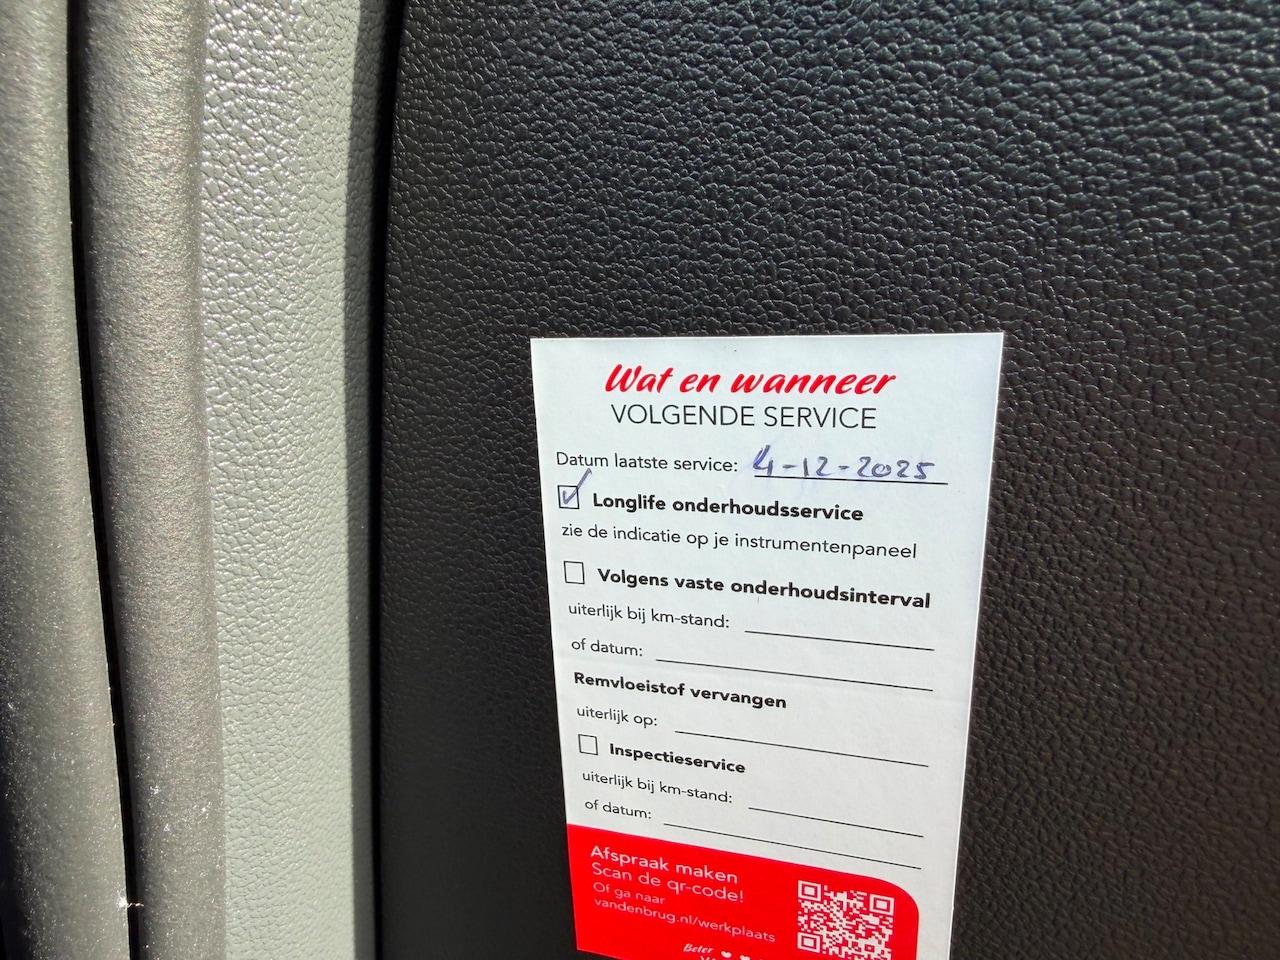 Wat en wanneer
VOLGENDE SERVICE
Datum laatste service: 4-12-2025
Longlife onderhoudsservice
zie de indicatie op je instrumentenpaneel
Volgens vaste onderhoudsinterval
uiterlijk bij km-stand:
of datum:
Remvloeistof vervangen
uiterlijk op:
Inspectieservice
uiterlijk bij km-stand:
of datum:
Afspraak maken
Scan de qr-code!
Of ga naar
vandenbrug.nl/werkplaats
Beter